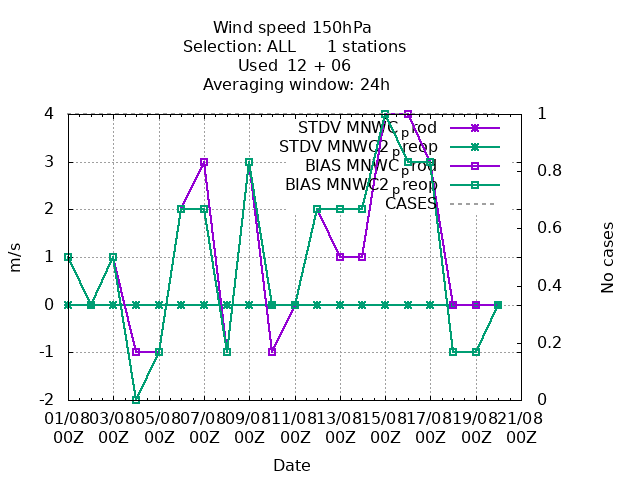 Wind speed 150hPa
Selection: ALL 1 stations
Used 12 + 06
Averaging window: 24h
STDV MNWC_prod
STDV MNWC2_preop
BIAS MNWC_prod
BIAS MNWC2_preop
CASES
4
3
2
1
0
-1
-2
m/s
1
0.8
0.6
0.4
0.2
0
No cases
01/08 03/08 05/08 07/08 09/08 11/08 13/08 15/08 17/08 19/08 21/08
00Z 00Z 00Z 00Z 00Z 00Z 00Z 00Z 00Z 00Z 00Z
Date